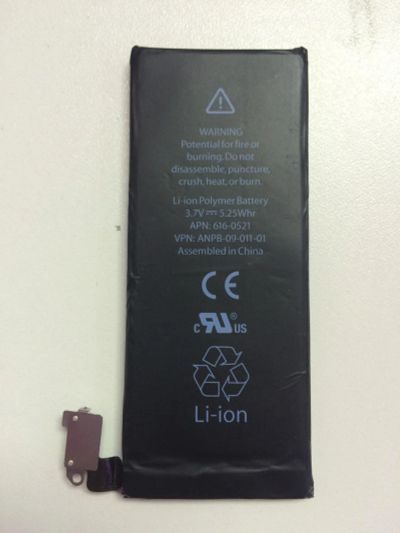 WARNING
Potential for fire or
burning. Do not
disassemble, puncture,
crush, heat, or burn.
Li-ion Polymer Battery
3.7V⎓5.25Whr
APN: 616-0521
VPN: ANPB-09-011-01
Assembled in China
CE
c RU® US
Li-ion